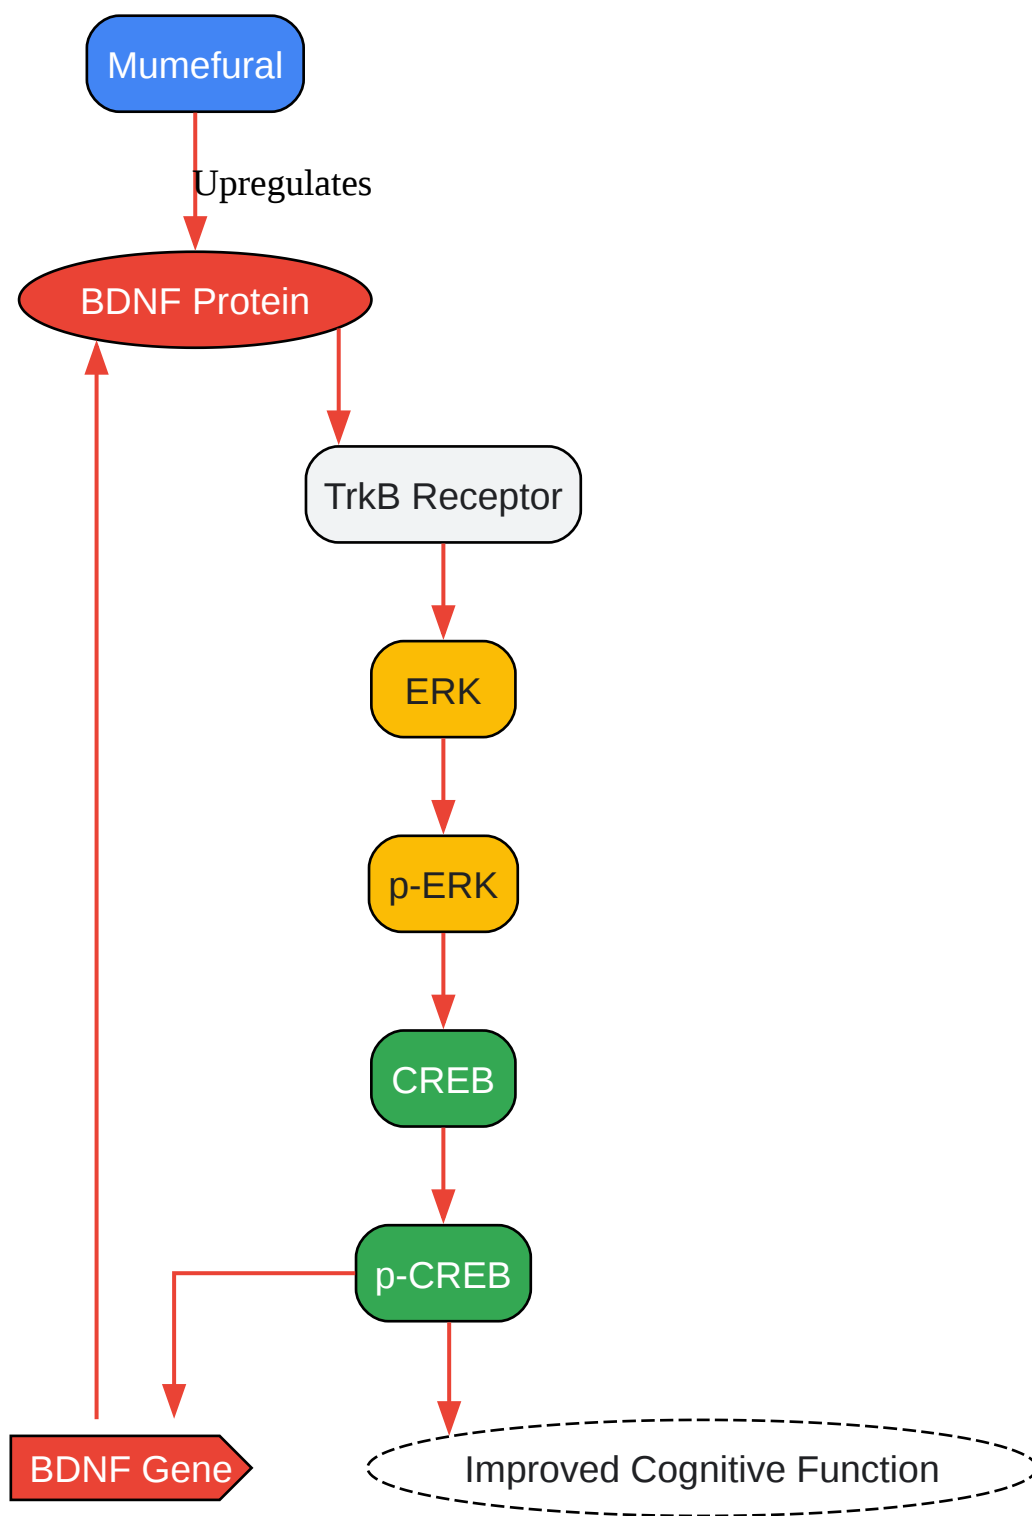 Mumefural
Upregulates
BDNF Protein
TrkB Receptor
ERK
p-ERK
CREB
p-CREB
BDNF Gene
Improved Cognitive Function